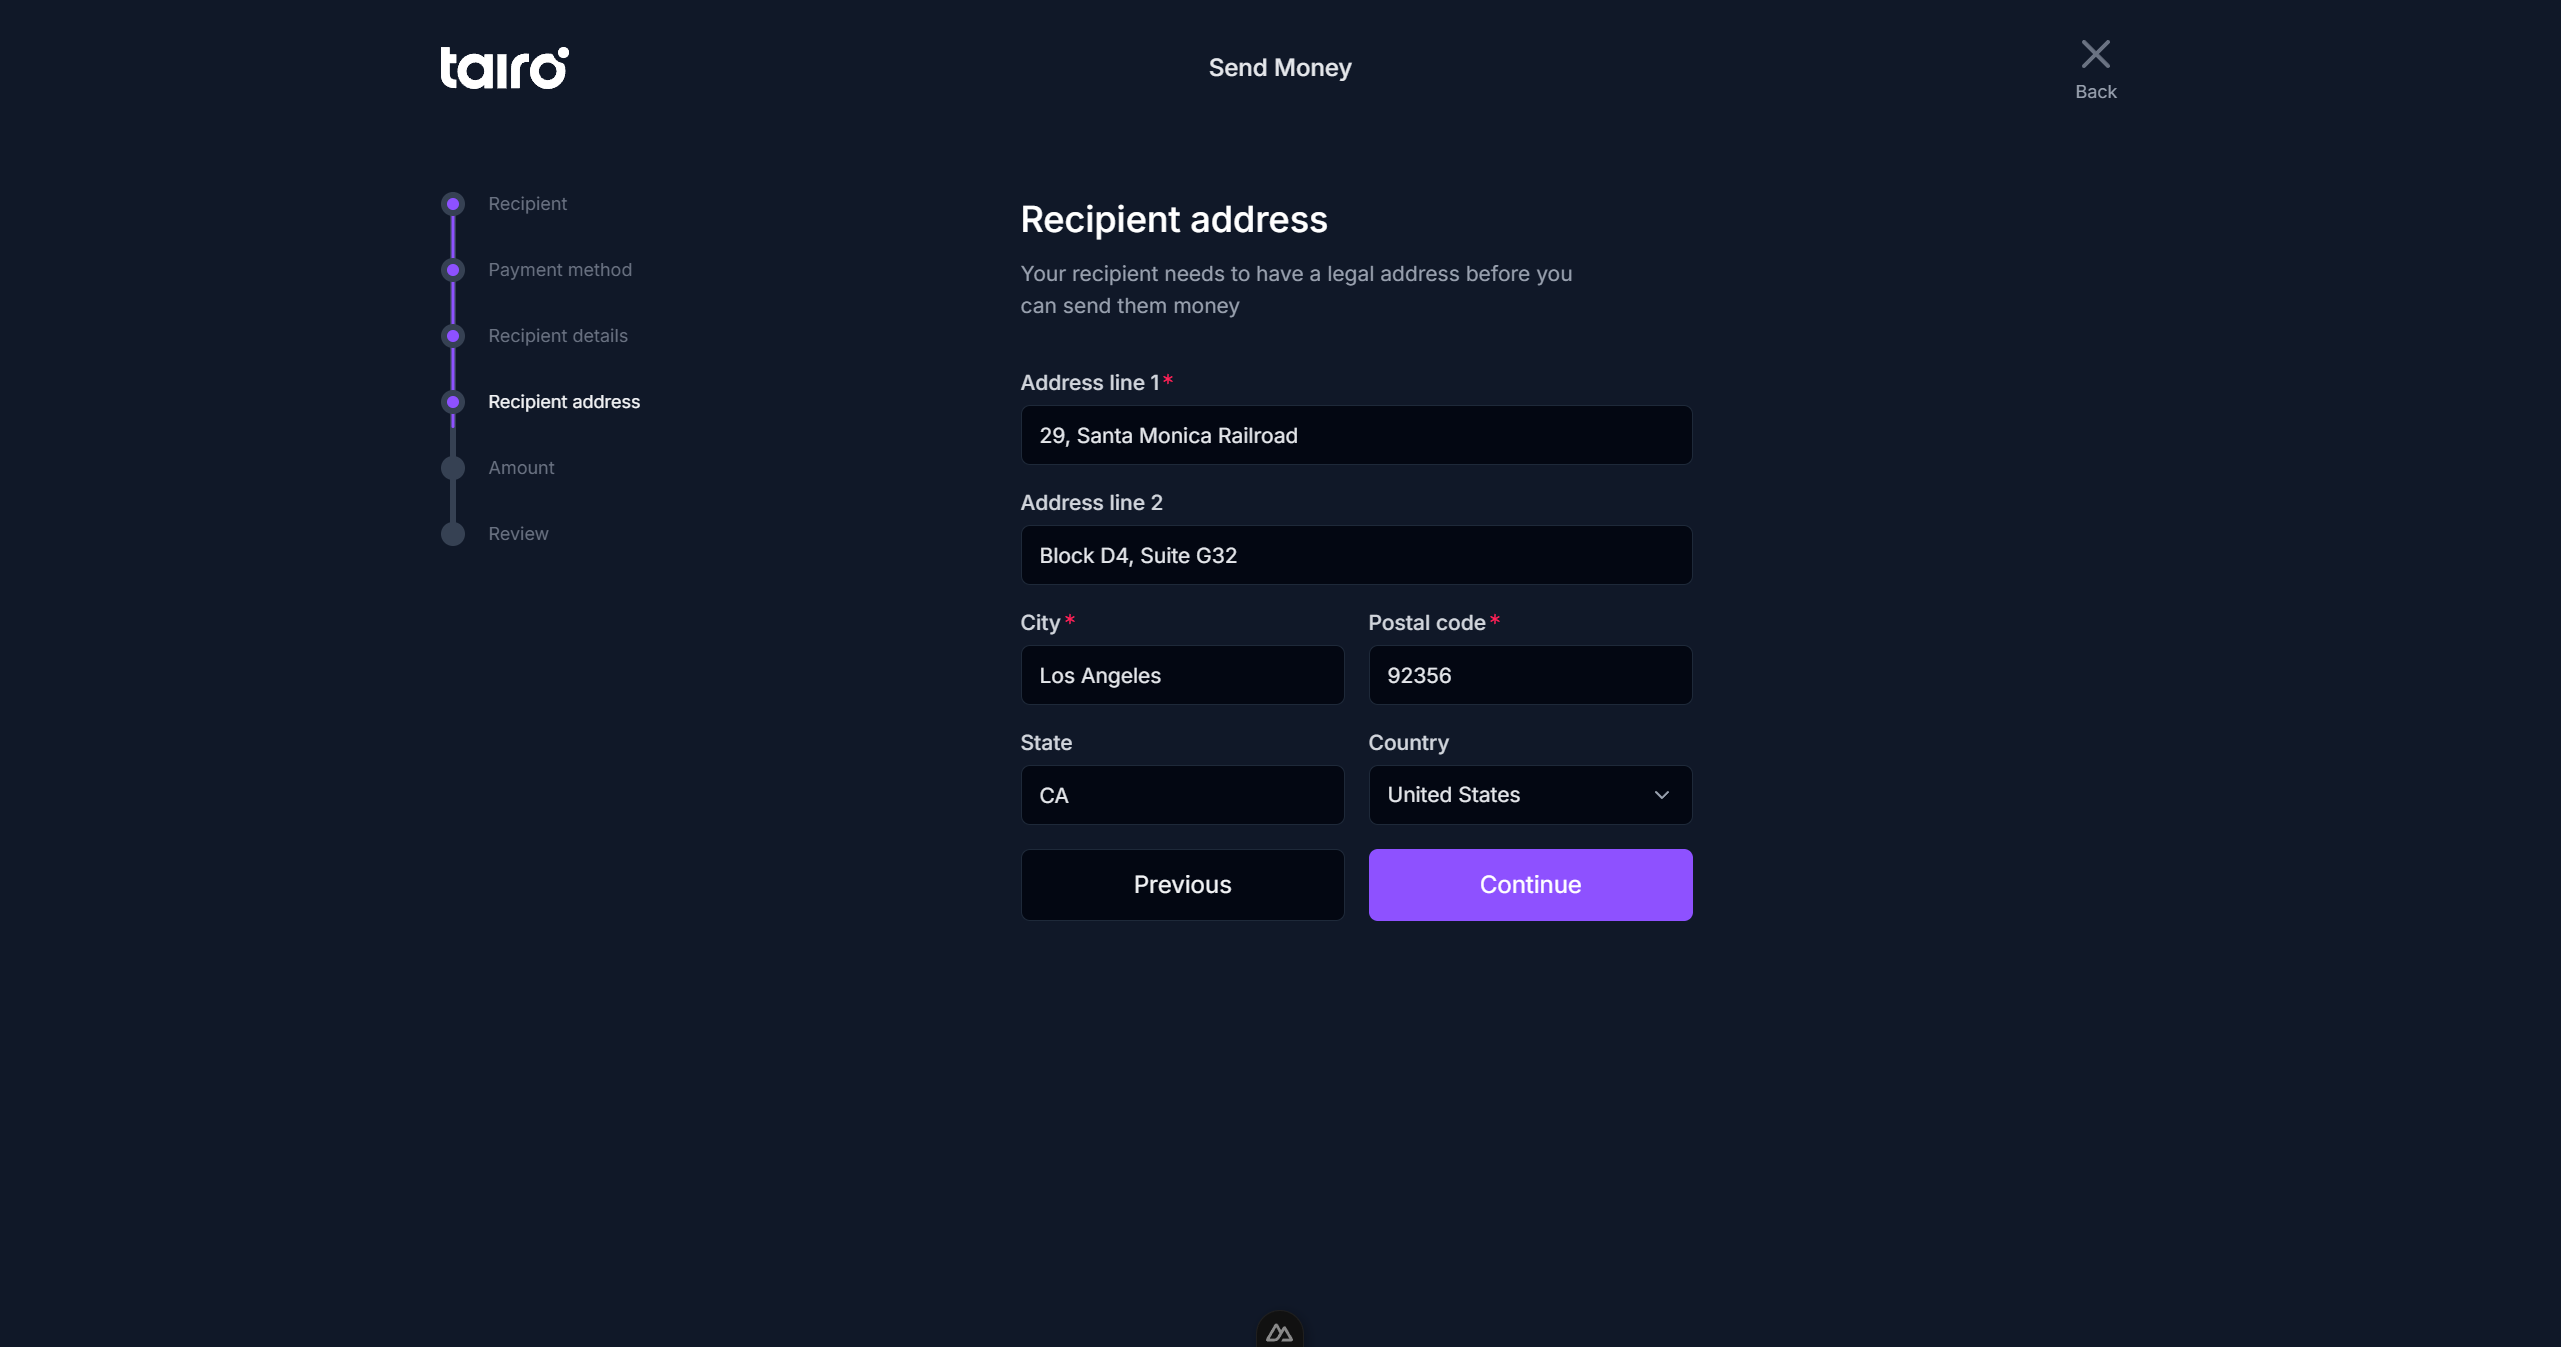 tairo
Send Money
Back
Recipient
Payment method
Recipient details
Recipient address
Amount
Review
Recipient address
Your recipient needs to have a legal address before you
can send them money
Address line 1*
29, Santa Monica Railroad
Address line 2
Block D4, Suite G32
City* Postal code*
Los Angeles 92356
State Country
CA United States
Previous Continue